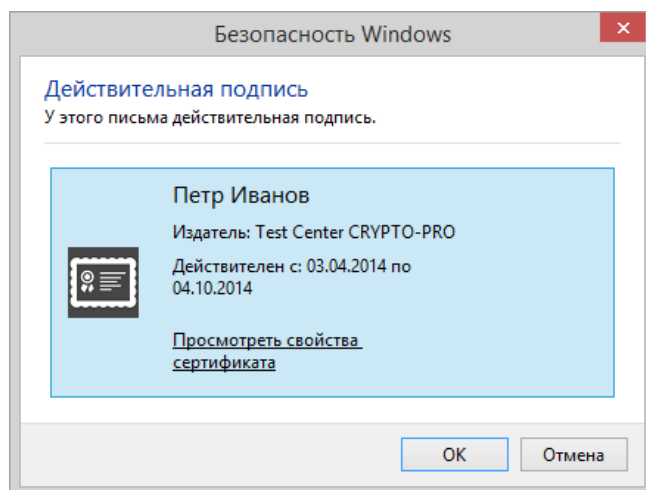 Безопасность Windows
Действительная подпись
У этого письма действительная подпись.
Петр Иванов
Издатель: Test Center CRYPTO-PRO
Действителен с: 03.04.2014 по
04.10.2014
Просмотреть свойства
сертификата
ОК
Отмена